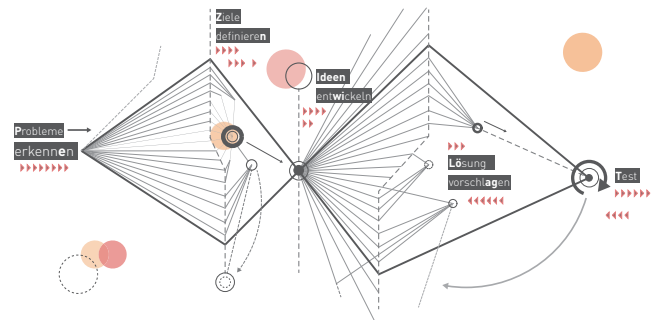 Ziele
definieren
Ideen
entwickeln
Probleme
erkennen
Lösung
vorschlagen
Test